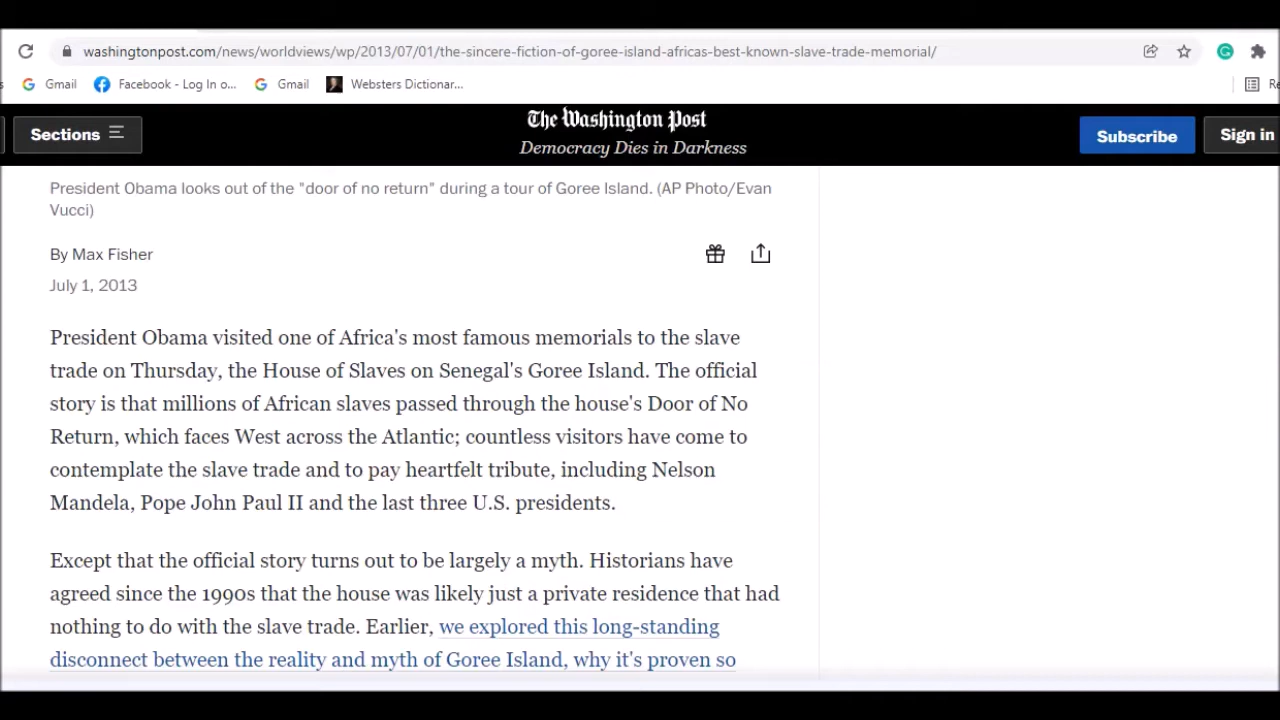 washingtonpost.com/news/worldviews/wp/2013/07/01/the-sincere-fiction-of-goree-island-africas-best-known-slave-trade-memorial/
s Gmail Facebook - Log In o... Gmail Websters Dictionar... Re
Sections The Washington Post Subscribe Sign in
Democracy Dies in Darkness
President Obama looks out of the "door of no return" during a tour of Goree Island. (AP Photo/Evan
Vucci)
By Max Fisher
July 1, 2013
President Obama visited one of Africa's most famous memorials to the slave
trade on Thursday, the House of Slaves on Senegal's Goree Island. The official
story is that millions of African slaves passed through the house's Door of No
Return, which faces West across the Atlantic; countless visitors have come to
contemplate the slave trade and to pay heartfelt tribute, including Nelson
Mandela, Pope John Paul II and the last three U.S. presidents.
Except that the official story turns out to be largely a myth. Historians have
agreed since the 1990s that the house was likely just a private residence that had
nothing to do with the slave trade. Earlier, we explored this long-standing
disconnect between the reality and myth of Goree Island, why it's proven so